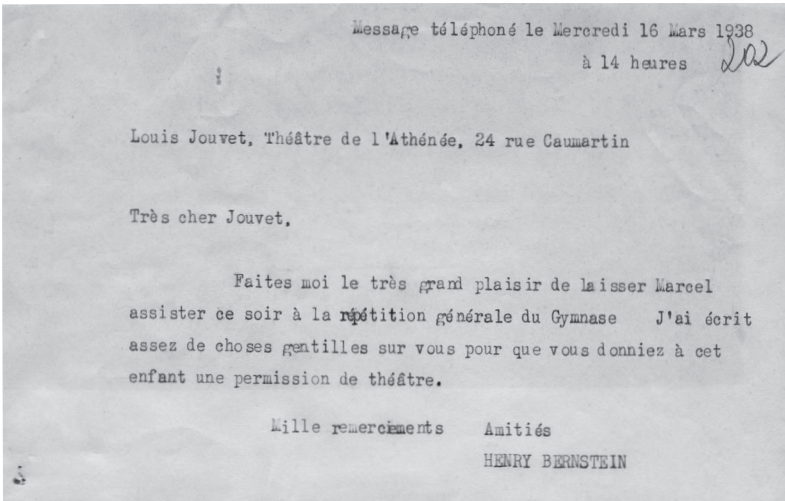 Message téléphoné le Mercredi 16 Mars 1938
à 14 heures 202
Louis Jouvet, Théâtre de l'Athénée, 24 rue Caumartin
Très cher Jouvet,
Faites moi le très grand plaisir de laisser Marcel
assister ce soir à la répétition générale du Gymnase J'ai écrit
assez de choses gentilles sur vous pour que vous donniez à cet
enfant une permission de théâtre.
Mille remerciements Amitiés
HENRY BERNSTEIN